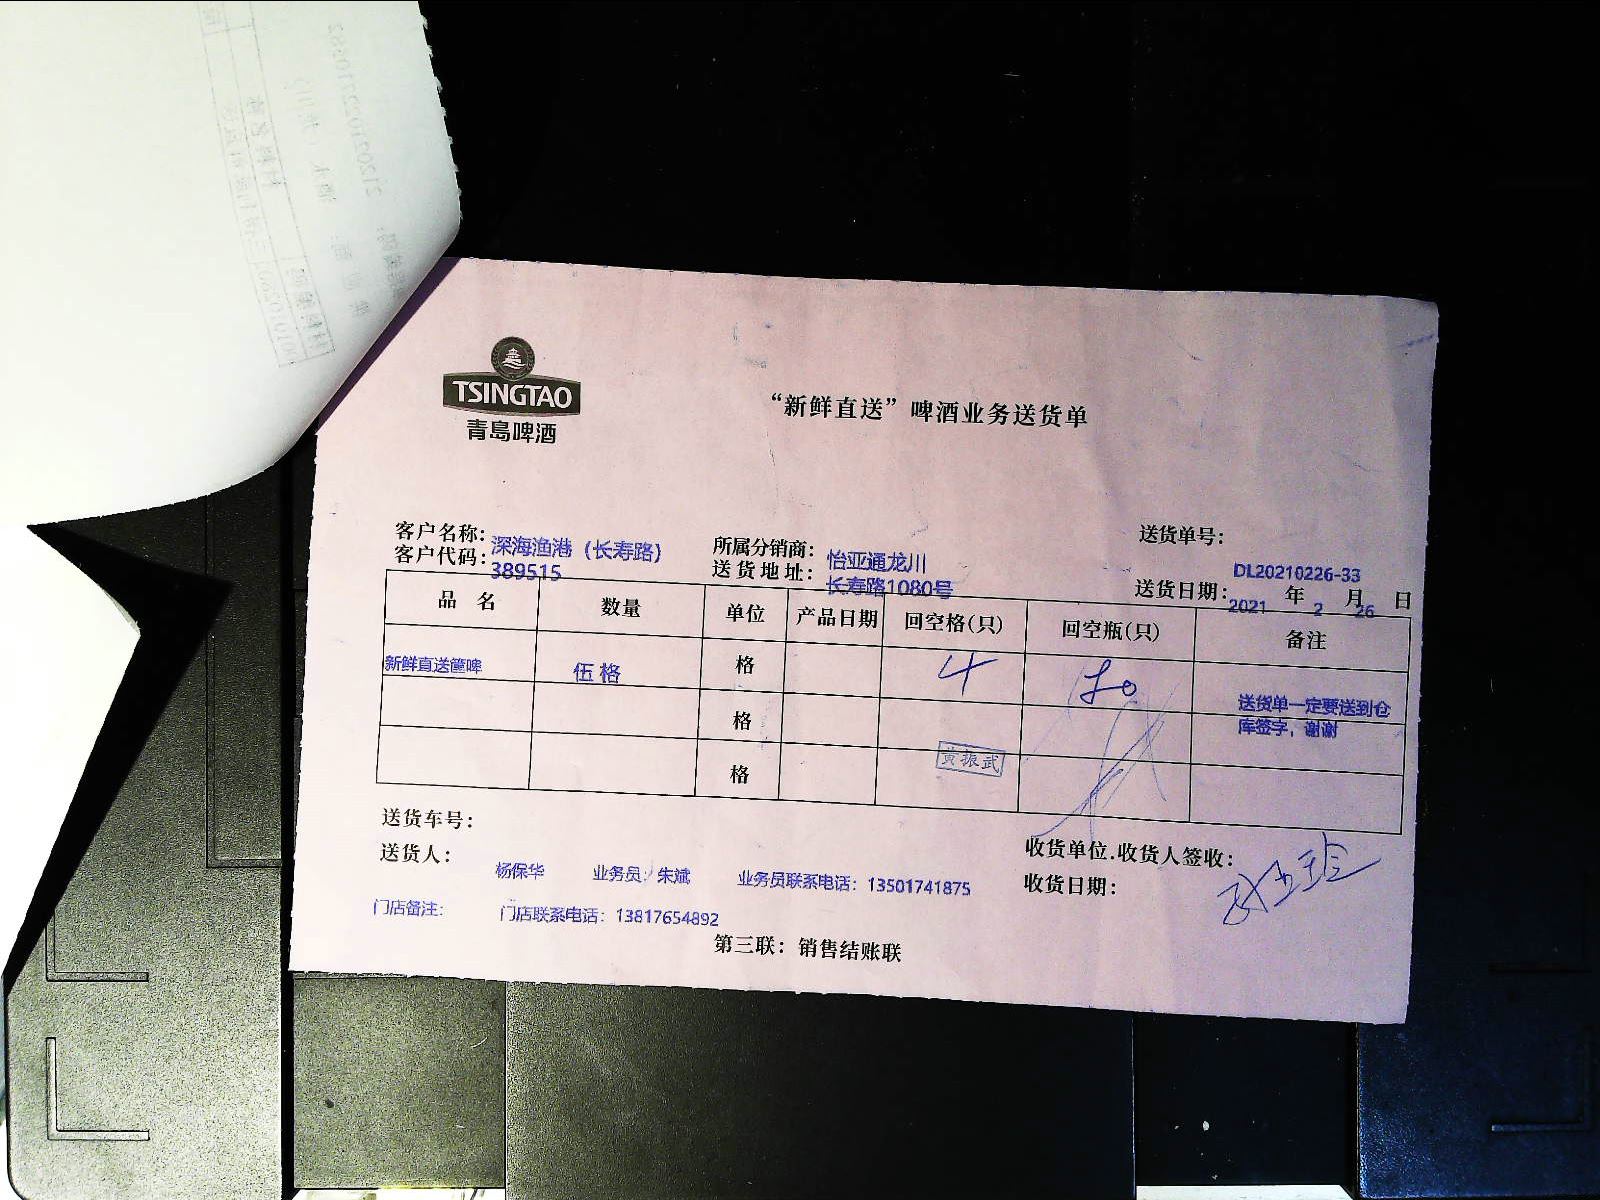 TSINGTAO
青岛啤酒
“新鲜直送”啤酒业务送货单
客户名称：深海渔港（长寿路） 所属分销商：怡亚通龙川 送货单号：DL20210226-33
客户代码：389515 送货地址：长寿路1080号 送货日期：2021 年 2 月 26 日
品 名 数量 单位 产品日期 回空格(只) 回空瓶(只) 备注
新鲜直送筐啤 伍格 格 4 送货单一定要送到仓
格 库签字，谢谢
格 黄振武
送货车号：
收货单位.收货人签收：
送货人： 杨保华 业务员：朱斌 业务员联系电话：13501741875 收货日期：
门店备注： 门店联系电话：13817654892
第三联：销售结账联